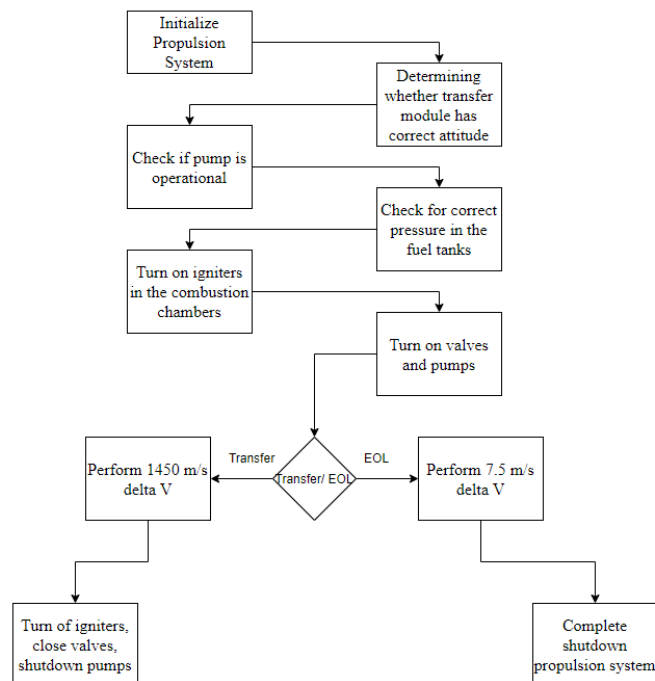 Initialize
Propulsion
System
Determining
whether transfer
module has
correct attitude
Check if pump is
operational
Check for correct
pressure in the
fuel tanks
Turn on igniters
in the combustion
chambers
Turn on valves
and pumps
Transfer
EOL
Perform 1450 m/s
delta V
Transfer/ EOL
Perform 7.5 m/s
delta V
Turn of igniters,
close valves,
shutdown pumps
Complete
shutdown
propulsion system